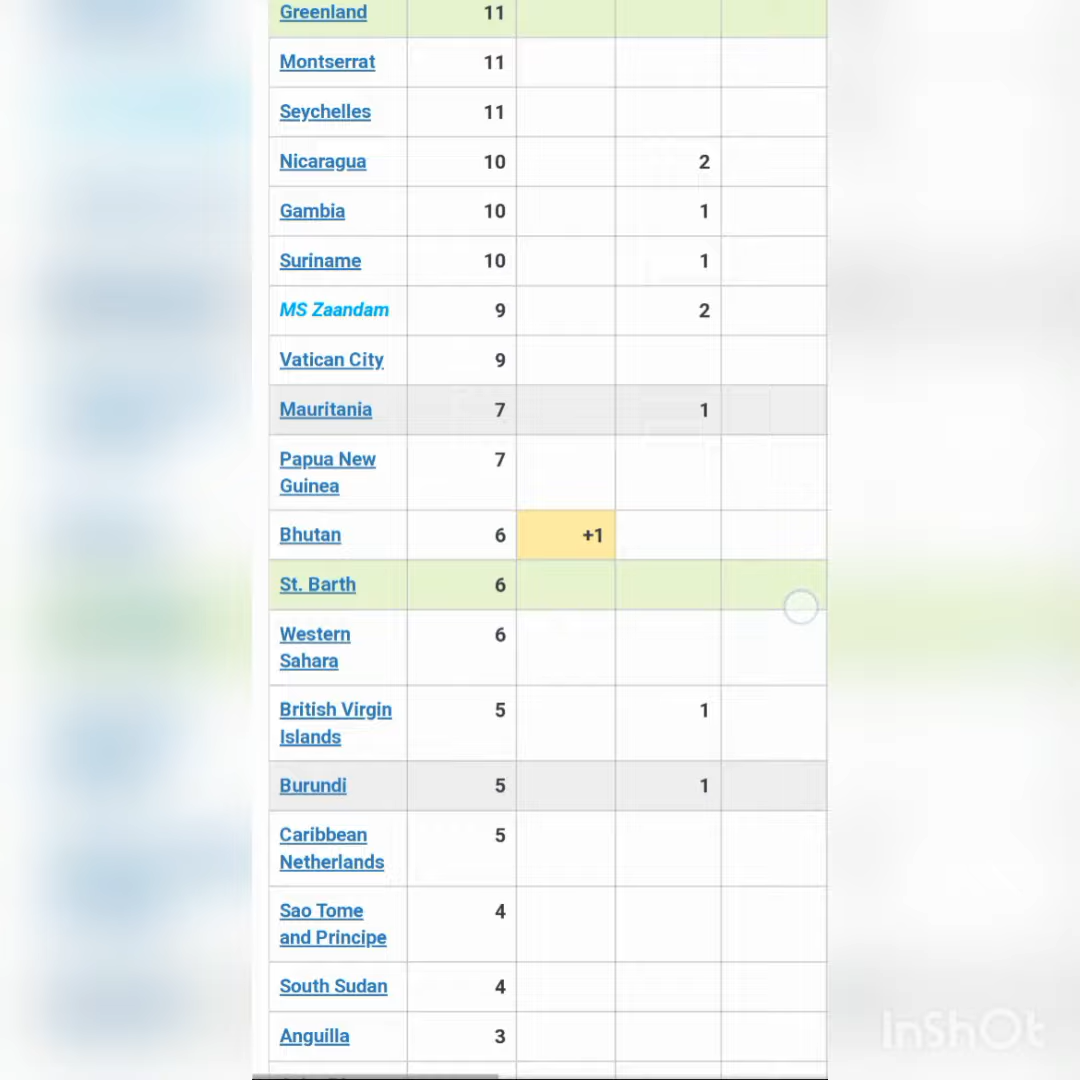 Greenland 11
Montserrat 11
Seychelles 11
Nicaragua 10 2
Gambia 10 1
Suriname 10 1
MS Zaandam 9 2
Vatican City 9
Mauritania 7 1
Papua New 7
Guinea
Bhutan 6 +1
St. Barth 6
Western 6
Sahara
British Virgin 5 1
Islands
Burundi 5 1
Caribbean 5
Netherlands
Sao Tome 4
and Principe
South Sudan 4
Anguilla 3
InShOt